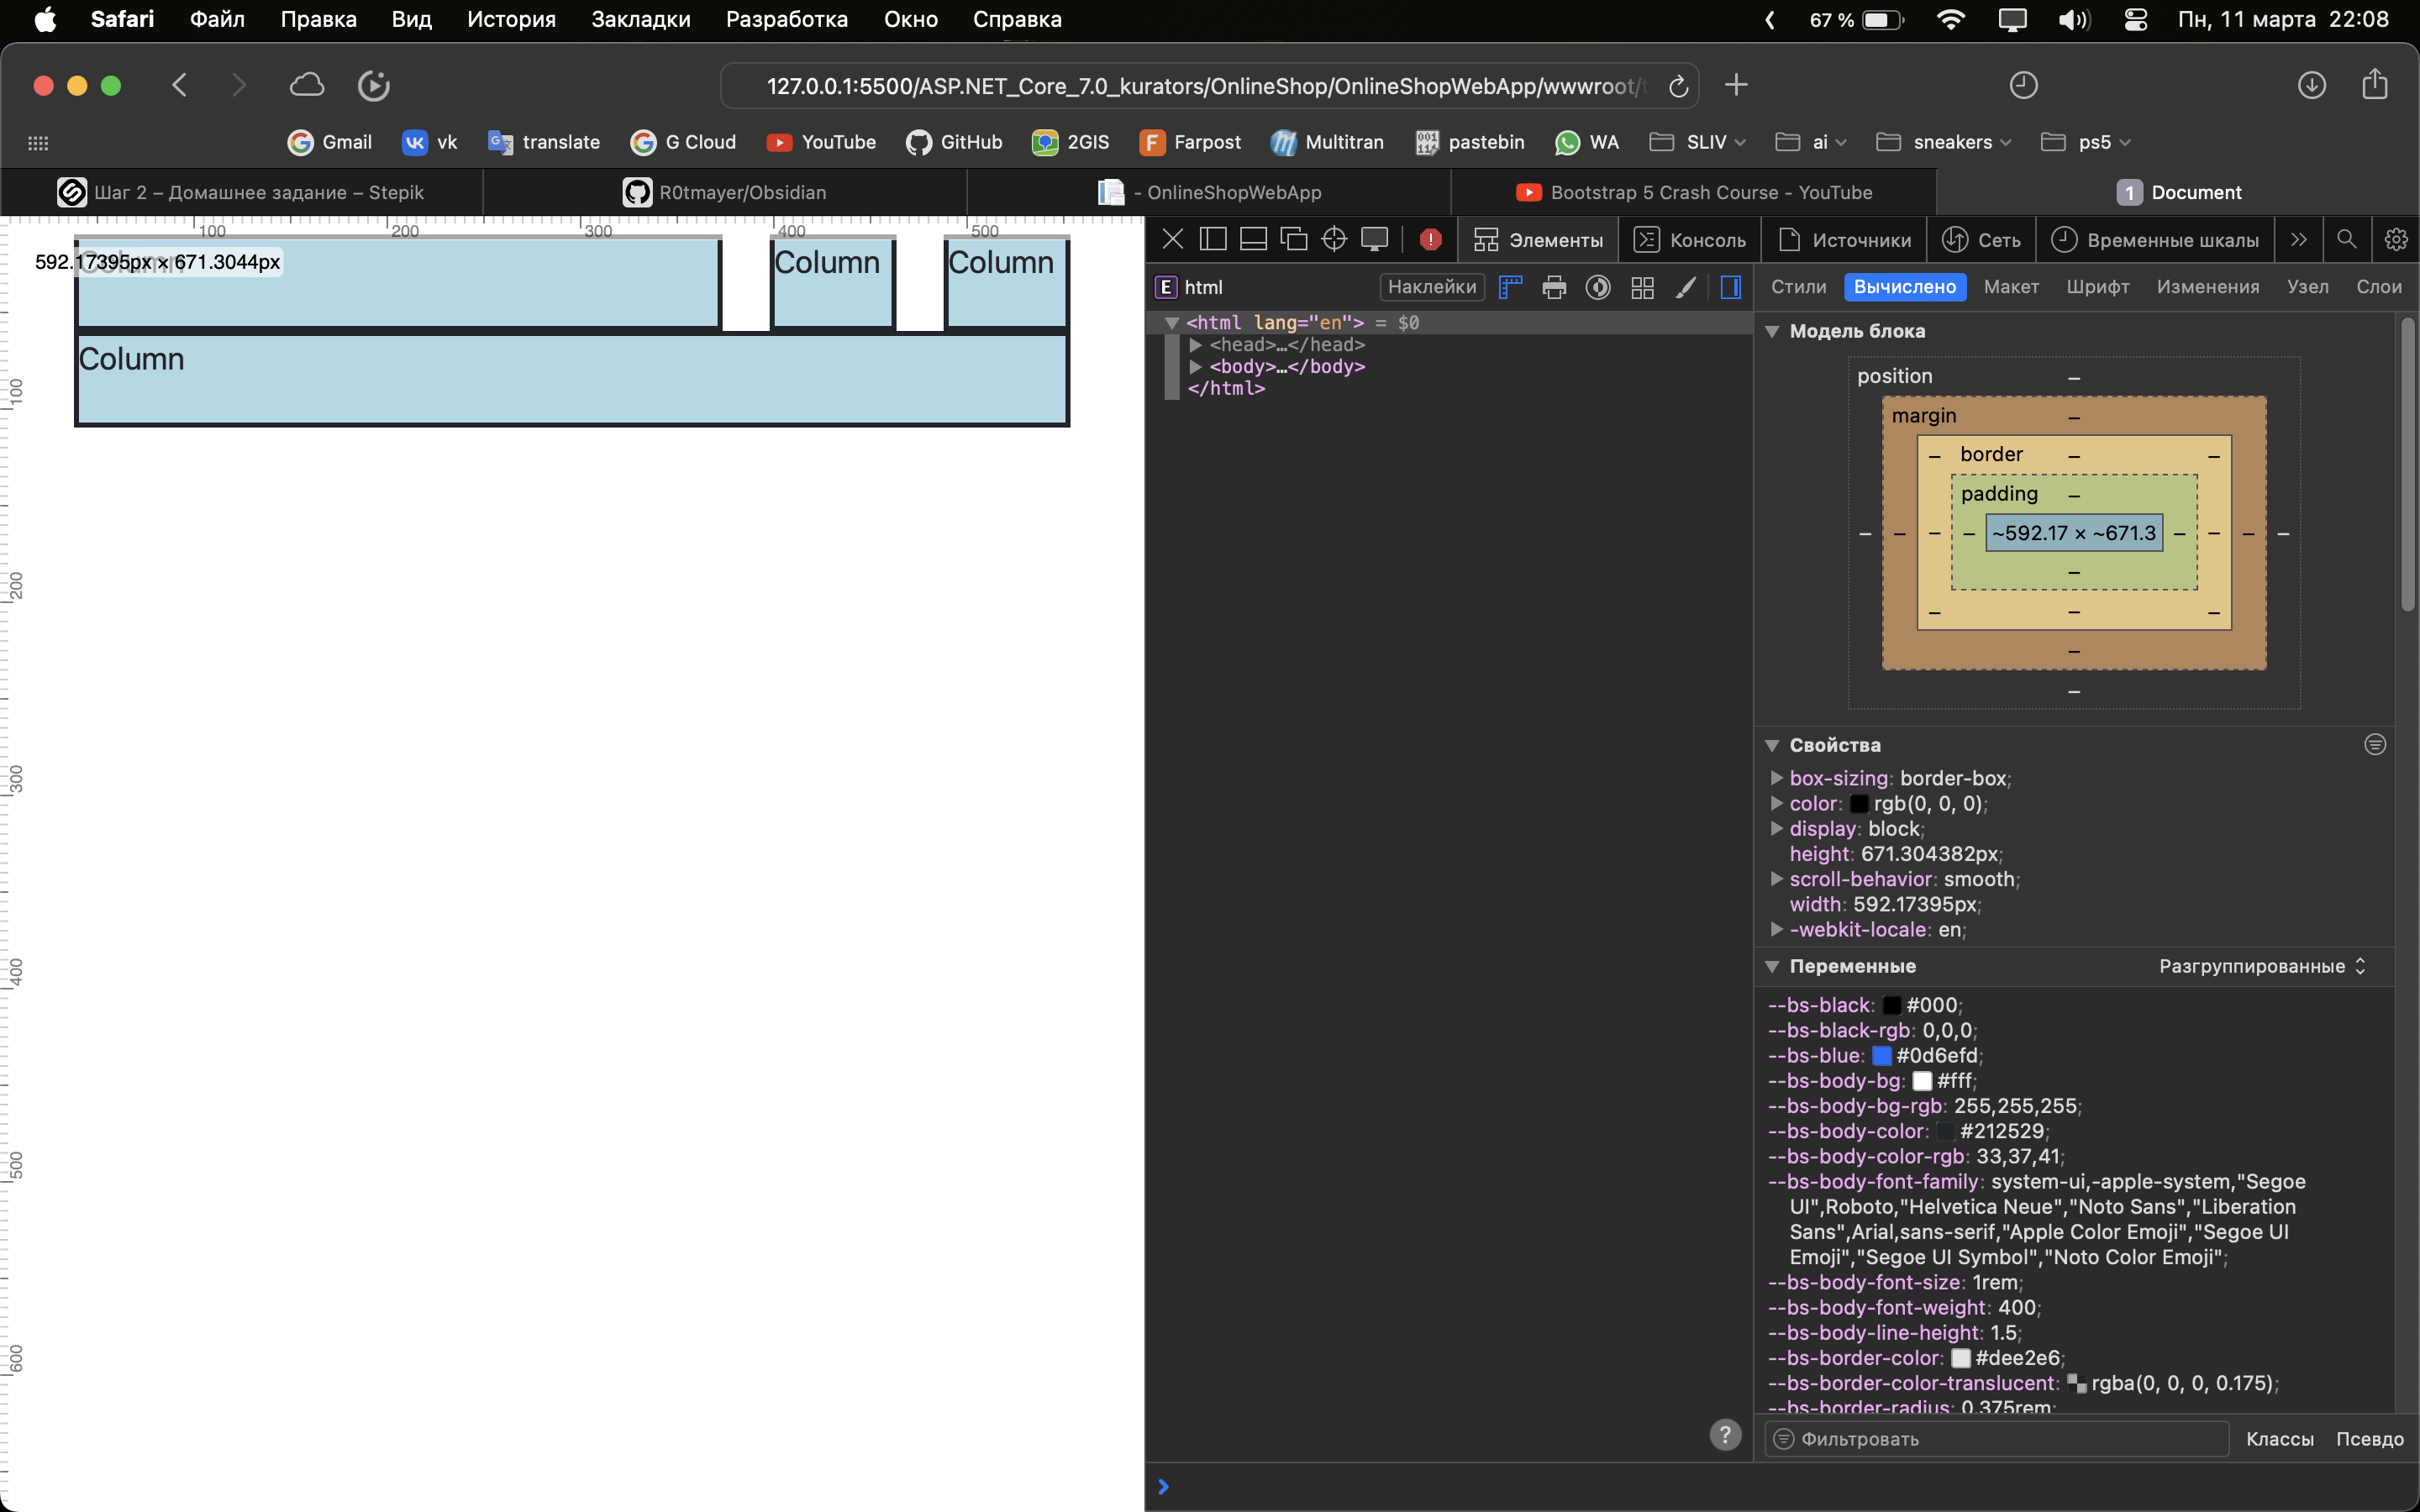 Safari Файл Правка Вид История Закладки Разработка Окно Справка 67 % Пн, 11 марта 22:08
127.0.0.1:5500/ASP.NET_Core_7.0_kurators/OnlineShop/OnlineShopWebApp/wwwroot/
Gmail vk translate G Cloud YouTube GitHub 2GIS Farpost Multitran pastebin WA SLIV ai sneakers ps5
Шаг 2 – Домашнее задание – Stepik R0tmayer/Obsidian - OnlineShopWebApp Bootstrap 5 Crash Course - YouTube 1 Document
100 200 300 400 500
Column Column Column
592.17395px × 671.3044px
Column
100
200
300
400
500
600
Элементы Консоль Источники Сеть Временные шкалы
E html Наклейки
Стили Вычислено Макет Шрифт Изменения Узел Слои
<html lang="en"> = $0
<head>…</head>
<body>…</body>
</html>
Модель блока
position –
margin –
– border – –
padding –
– – – – ~592.17 × ~671.3 – – – –
–
– – –
–
–
Свойства
box-sizing: border-box;
color: rgb(0, 0, 0);
display: block;
height: 671.304382px;
scroll-behavior: smooth;
width: 592.17395px;
-webkit-locale: en;
Переменные Разгруппированные
--bs-black: #000;
--bs-black-rgb: 0,0,0;
--bs-blue: #0d6efd;
--bs-body-bg: #fff;
--bs-body-bg-rgb: 255,255,255;
--bs-body-color: #212529;
--bs-body-color-rgb: 33,37,41;
--bs-body-font-family: system-ui,-apple-system,"Segoe
UI",Roboto,"Helvetica Neue","Noto Sans","Liberation
Sans",Arial,sans-serif,"Apple Color Emoji","Segoe UI
Emoji","Segoe UI Symbol","Noto Color Emoji";
--bs-body-font-size: 1rem;
--bs-body-font-weight: 400;
--bs-body-line-height: 1.5;
--bs-border-color: #dee2e6;
--bs-border-color-translucent: rgba(0, 0, 0, 0.175);
--bs-border-radius: 0.375rem;
? Фильтровать Классы Псевдо